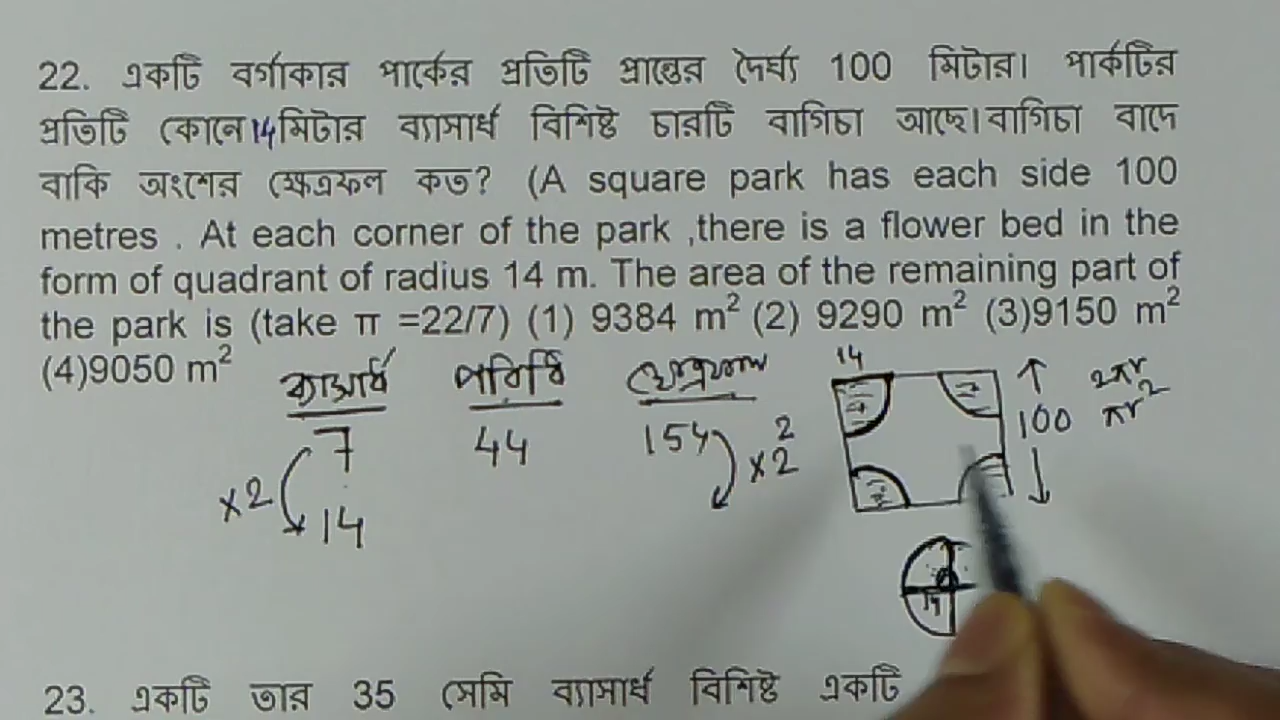 22. একটি বর্গাকার পার্কের প্রতিটি প্রান্তের দৈর্ঘ্য 100 মিটার। পার্কটির
প্রতিটি কোনে 14 মিটার ব্যাসার্ধ বিশিষ্ট চারটি বাগিচা আছে। বাগিচা বাদে
বাকি অংশের ক্ষেত্রফল কত? (A square park has each side 100
metres . At each corner of the park ,there is a flower bed in the
form of quadrant of radius 14 m. The area of the remaining part of
the park is (take π =22/7) (1) 9384 m² (2) 9290 m² (3)9150 m²
(4)9050 m²
ব্যাসার্ধ পরিধি ক্ষেত্রফল 14
7 44 154 ×2² 100 2πr
×2 14 πr²
14
23. একটি তার 35 সেমি ব্যাসার্ধ বিশিষ্ট একটি